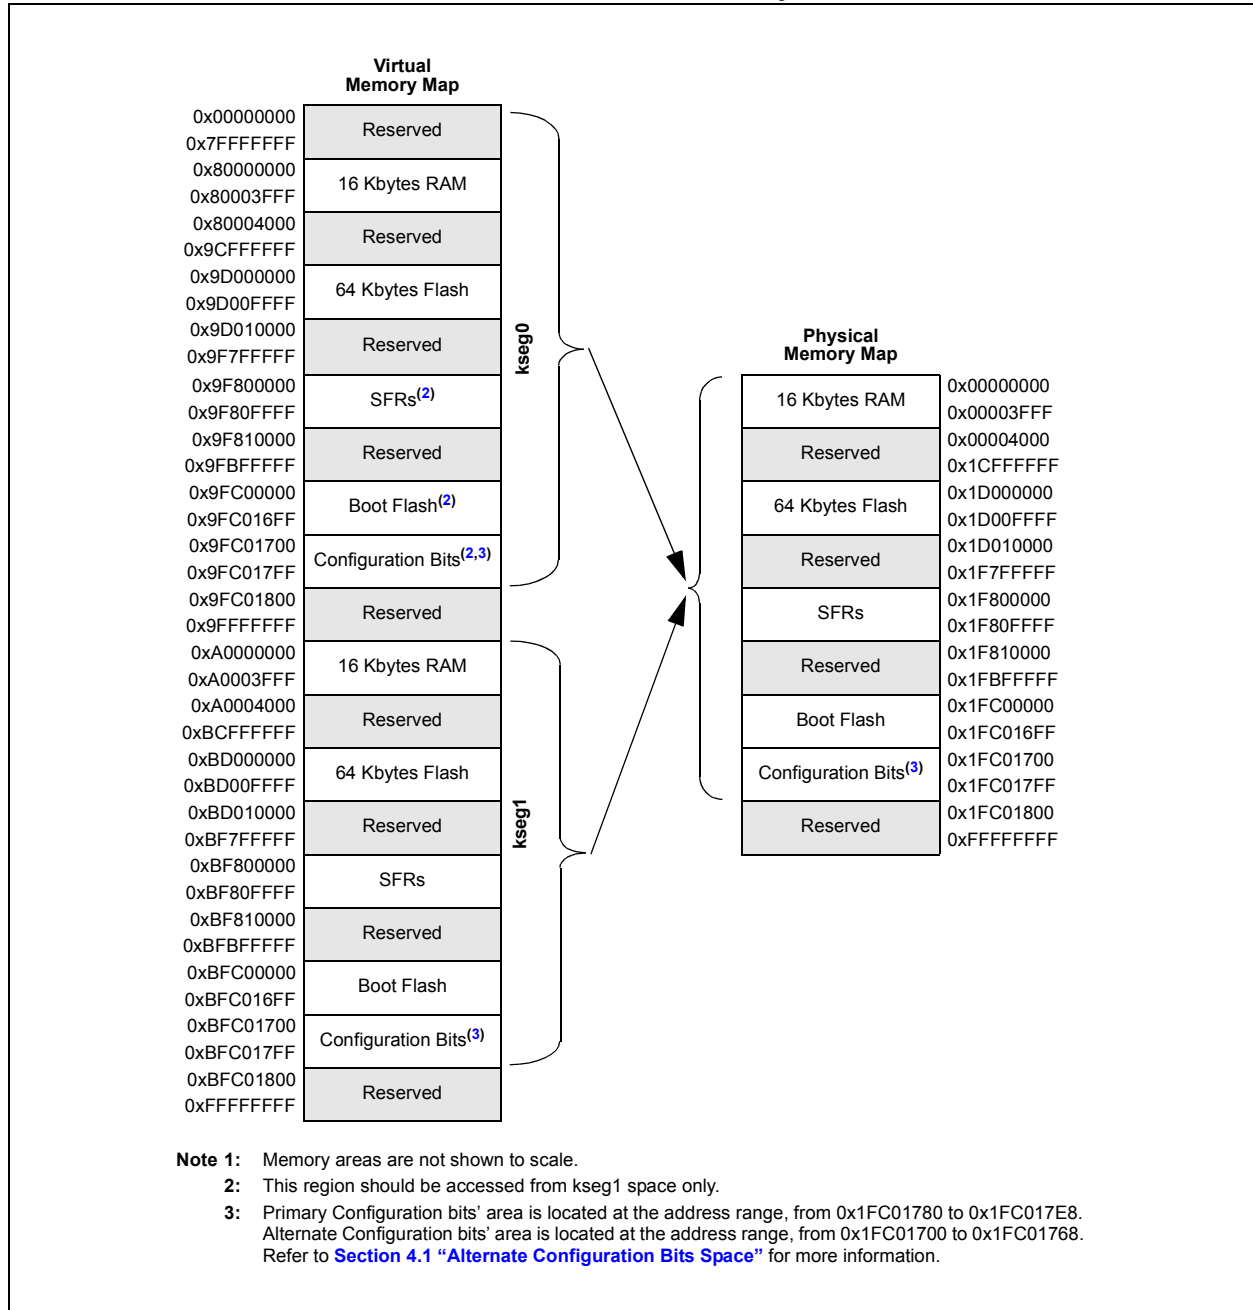 Virtual
Memory Map
0x00000000
Reserved
0x7FFFFFFF
0x80000000
16 Kbytes RAM
0x80003FFF
0x80004000
Reserved
0x9CFFFFFF
0x9D000000
64 Kbytes Flash
0x9D00FFFF
0x9D010000
Reserved
0x9F7FFFFF
0x9F800000
SFRs(2)
0x9F80FFFF
0x9F810000
Reserved
0x9FBFFFFF
0x9FC00000
Boot Flash(2)
0x9FC016FF
0x9FC01700
Configuration Bits(2,3)
0x9FC017FF
0x9FC01800
Reserved
0x9FFFFFFF
0xA0000000
16 Kbytes RAM
0xA0003FFF
0xA0004000
Reserved
0xBCFFFFFF
0xBD000000
64 Kbytes Flash
0xBD00FFFF
0xBD010000
Reserved
0xBF7FFFFF
0xBF800000
SFRs
0xBF80FFFF
0xBF810000
Reserved
0xBFBFFFFF
0xBFC00000
Boot Flash
0xBFC016FF
0xBFC01700
Configuration Bits(3)
0xBFC017FF
0xBFC01800
Reserved
0xFFFFFFFF
kseg0
kseg1
Physical
Memory Map
16 Kbytes RAM
0x00000000
0x00003FFF
Reserved
0x00004000
0x1CFFFFFF
64 Kbytes Flash
0x1D000000
0x1D00FFFF
Reserved
0x1D010000
0x1F7FFFFF
SFRs
0x1F800000
0x1F80FFFF
Reserved
0x1F810000
0x1FBFFFFF
Boot Flash
0x1FC00000
0x1FC016FF
Configuration Bits(3)
0x1FC01700
0x1FC017FF
Reserved
0x1FC01800
0xFFFFFFFF
Note 1: Memory areas are not shown to scale.
2: This region should be accessed from kseg1 space only.
3: Primary Configuration bits’ area is located at the address range, from 0x1FC01780 to 0x1FC017E8.
Alternate Configuration bits’ area is located at the address range, from 0x1FC01700 to 0x1FC01768.
Refer to Section 4.1 “Alternate Configuration Bits Space” for more information.